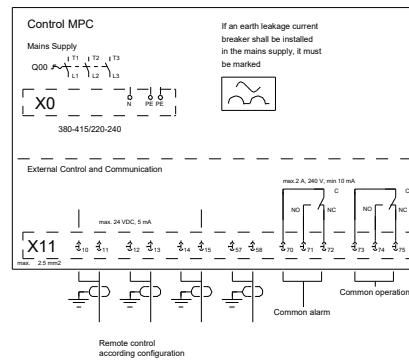 Control MPC
Mains Supply
Q00
T1 T2 T3
L1 L2 L3
X0
N PE PE
380-415/220-240
If an earth leakage current
breaker shall be installed
in the mains supply, it must
be marked
External Control and Communication
max.2 A, 240 V, min 10 mA
C C
NO NC NO NC
max. 24 VDC, 5 mA
X11
10 11 12 13 14 15 57 58 70 71 72 73 74 75
max. 2.5 mm2
Common operation
Common alarm
Remote control
according configuration